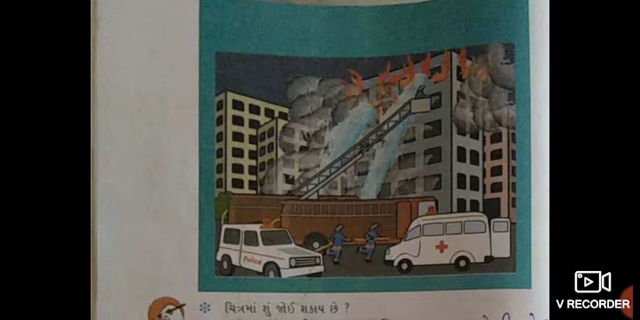 Police
✻ ચિત્રમાં શું જોઈ શકાય છે ?
V RECORDER